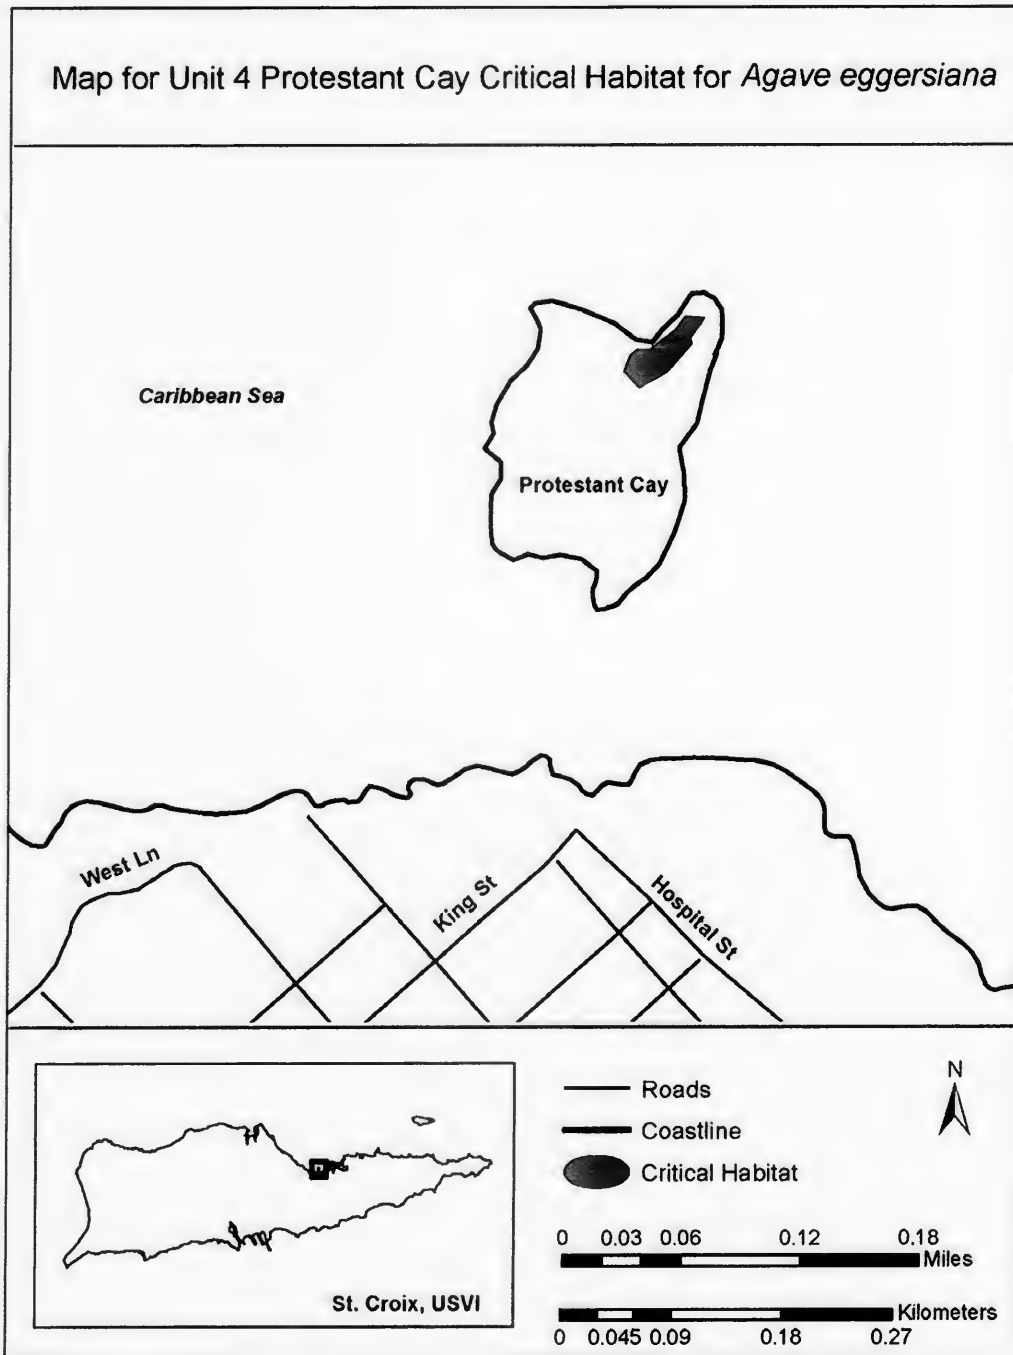 Map for Unit 4 Protestant Cay Critical Habitat for Agave eggersiana
Caribbean Sea
Protestant Cay
West Ln
King St
Hospital St
St. Croix, USVI
Roads
Coastline
Critical Habitat
N
0 0.03 0.06 0.12 0.18
Miles
Kilometers
0 0.045 0.09 0.18 0.27